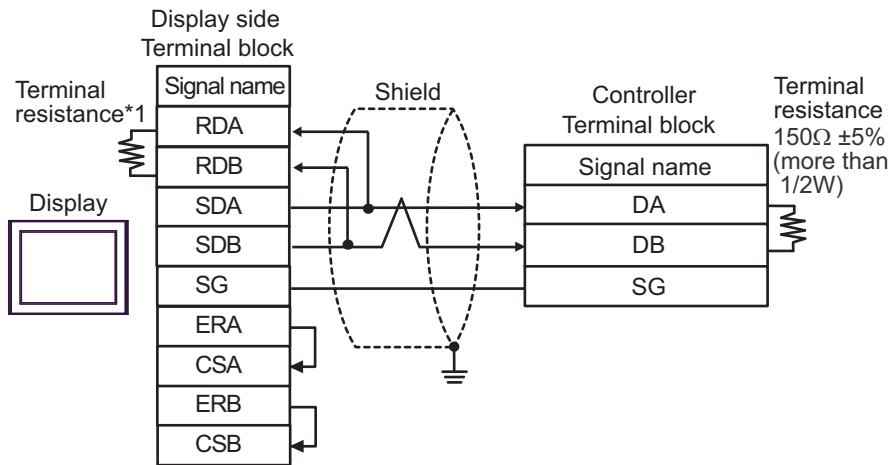 Display side
Terminal block
Terminal
resistance*1
Signal name
RDA
RDB
SDA
SDB
SG
ERA
CSA
ERB
CSB
Display
Shield
Controller
Terminal block
Signal name
DA
DB
SG
Terminal
resistance
150Ω ±5%
(more than
1/2W)